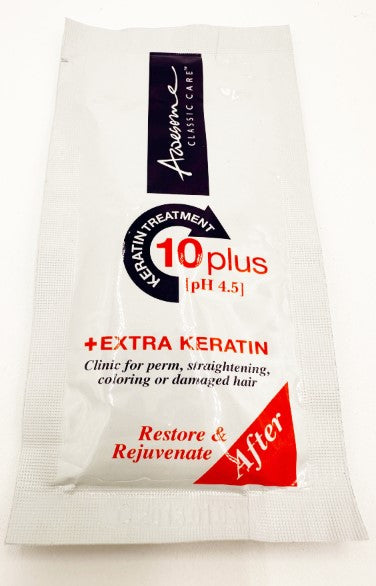 Awesome
CLASSIC CARE™
KERATIN TREATMENT
10plus
[pH 4.5]
+EXTRA KERATIN
Clinic for perm, straightening,
coloring or damaged hair
Restore &
Rejuvenate
After